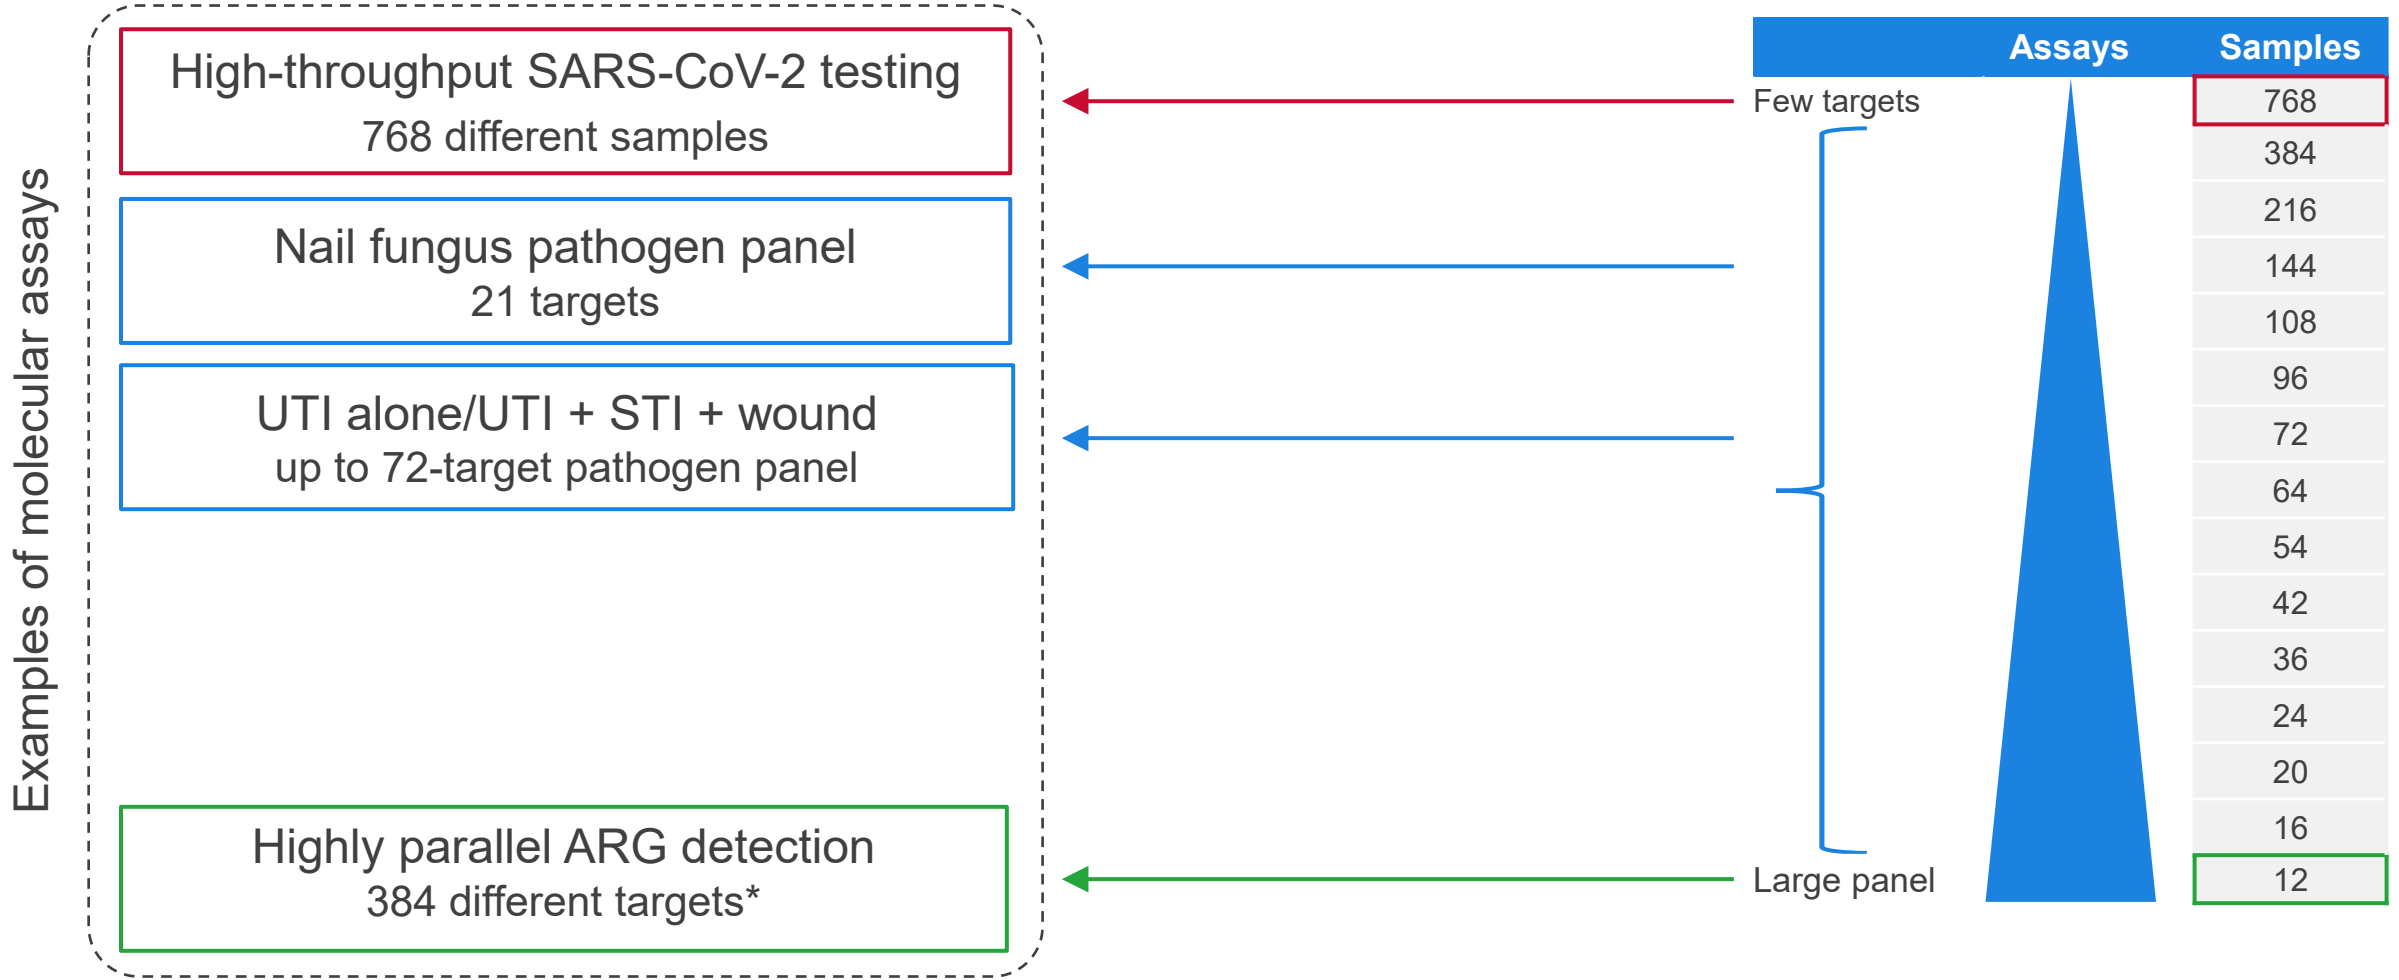 Examples of molecular assays
High-throughput SARS-CoV-2 testing
768 different samples
Nail fungus pathogen panel
21 targets
UTI alone/UTI + STI + wound
up to 72-target pathogen panel
Highly parallel ARG detection
384 different targets*
Assays
Samples
Few targets
768
384
216
144
108
96
72
64
54
42
36
24
20
16
Large panel
12